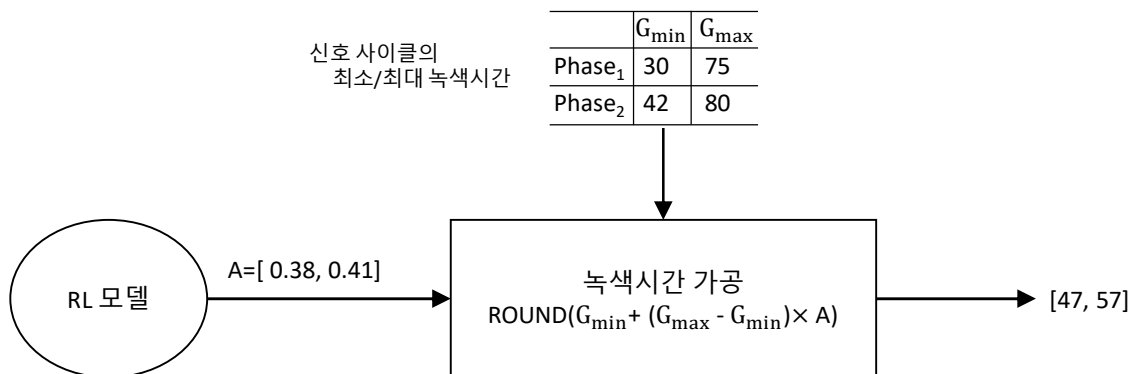 G_min G_max
신호 사이클의
최소/최대 녹색시간
Phase_1 30 75
Phase_2 42 80
A=[ 0.38, 0.41]
RL 모델
녹색시간 가공
ROUND(G_min+ (G_max - G_min)× A)
[47, 57]